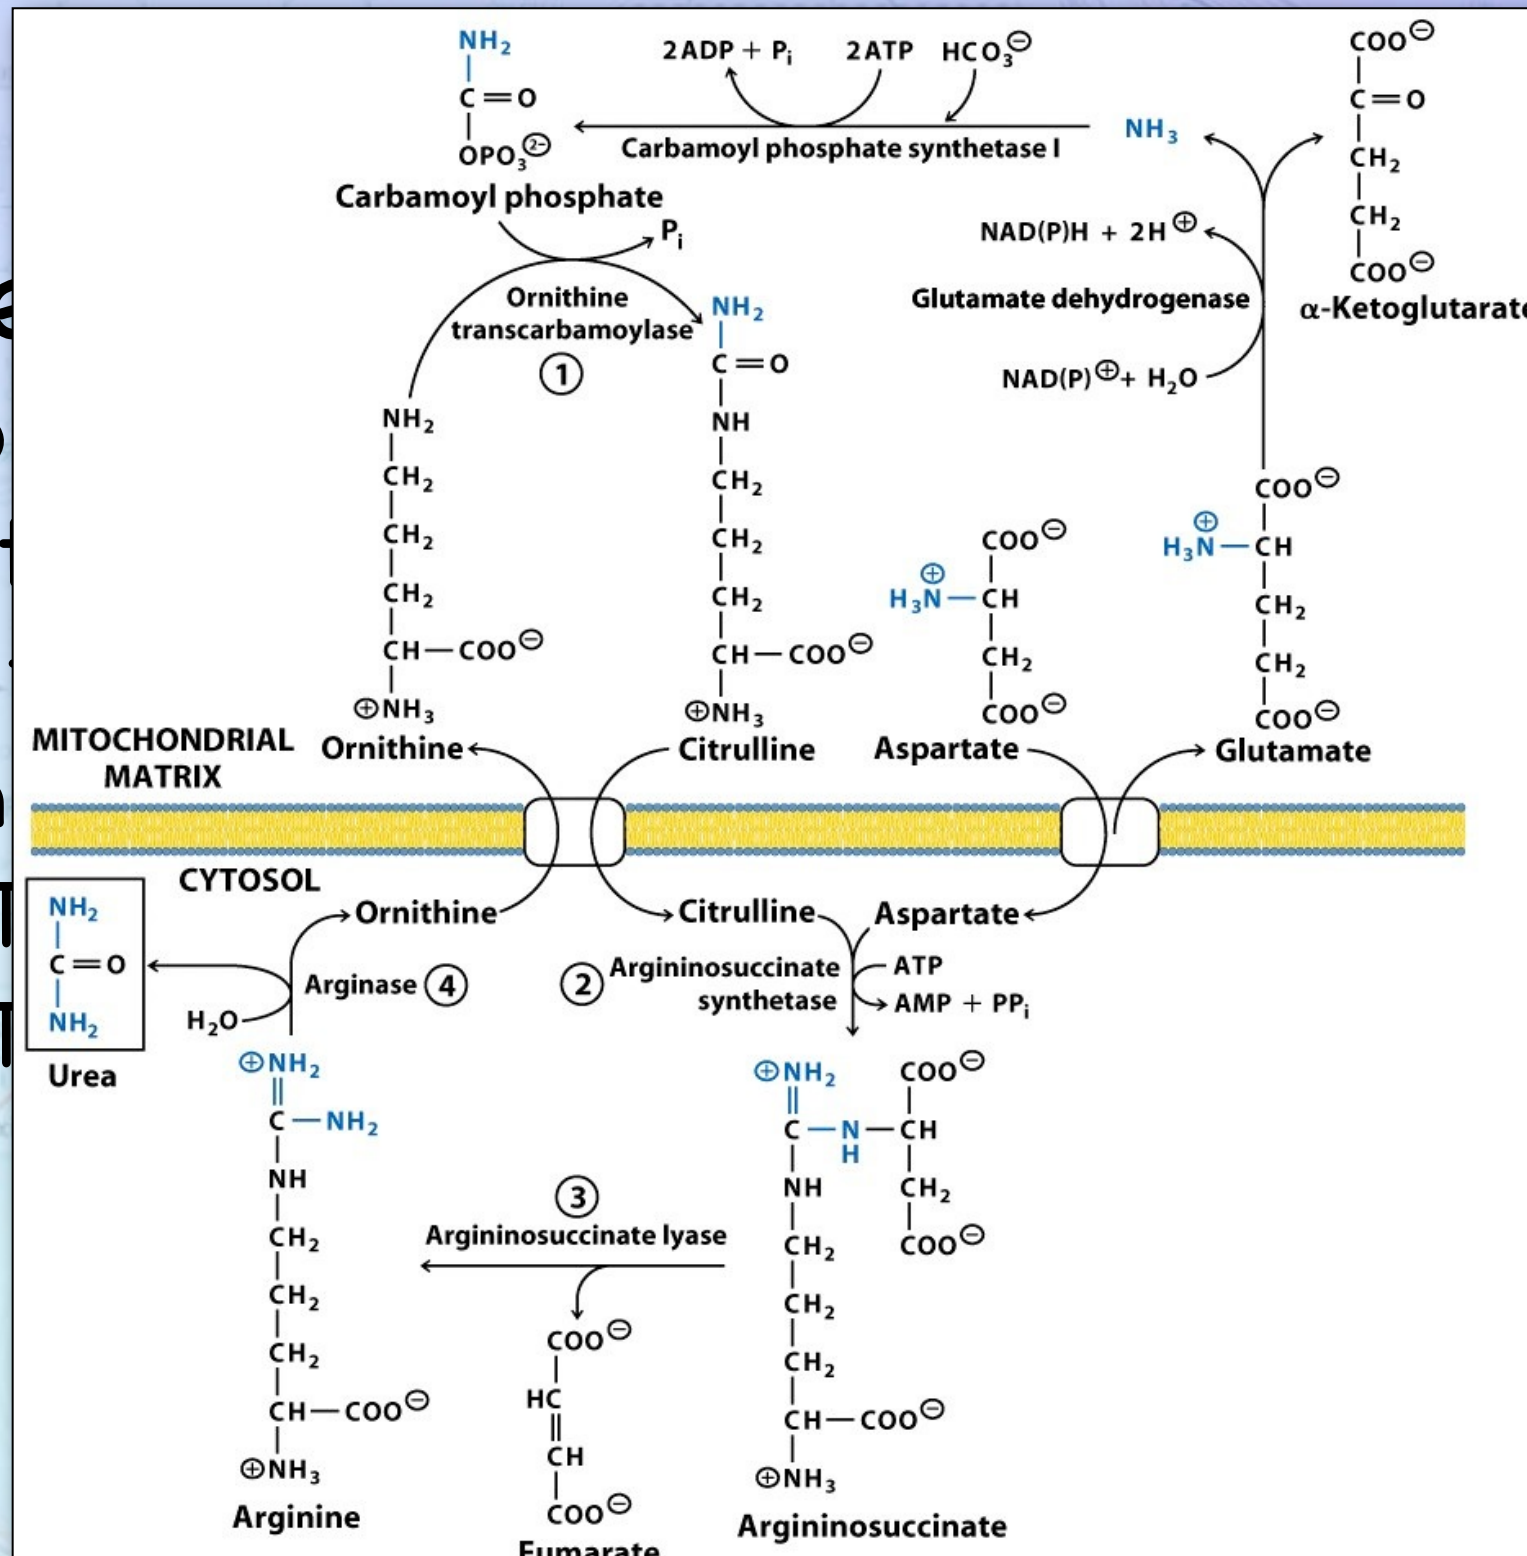 NH₂
C=O
OPO₃²⁻
Carbamoyl phosphate
2ADP + Pᵢ
2ATP
HCO₃⊖
Carbamoyl phosphate synthetase I
NH₃
COO⊖
C=O
CH₂
CH₂
COO⊖
α-Ketoglutarate
Pᵢ
Ornithine
transcarbamoylase
①
NAD(P)H + 2H⊕
Glutamate dehydrogenase
NAD(P)⊕ + H₂O
NH₂
CH₂
CH₂
CH₂
CH—COO⊖
⊕NH₃
Ornithine
NH₂
C=O
NH
CH₂
CH₂
CH₂
CH—COO⊖
⊕NH₃
Citrulline
COO⊖
⊕
H₃N—CH
CH₂
COO⊖
Aspartate
COO⊖
⊕
H₃N—CH
CH₂
CH₂
COO⊖
Glutamate
MITOCHONDRIAL
MATRIX
CYTOSOL
Ornithine
Citrulline
Aspartate
NH₂
C=O
NH₂
Urea
Arginase ④
H₂O
② Argininosuccinate
synthetase
ATP
AMP + PPᵢ
⊕NH₂
C—NH₂
NH
CH₂
CH₂
CH₂
CH—COO⊖
⊕NH₃
Arginine
③
Argininosuccinate lyase
COO⊖
HC
CH
COO⊖
Fumarate
⊕NH₂
C—N—CH
H
COO⊖
CH₂
COO⊖
NH
CH₂
CH₂
CH₂
CH—COO⊖
⊕NH₃
Argininosuccinate